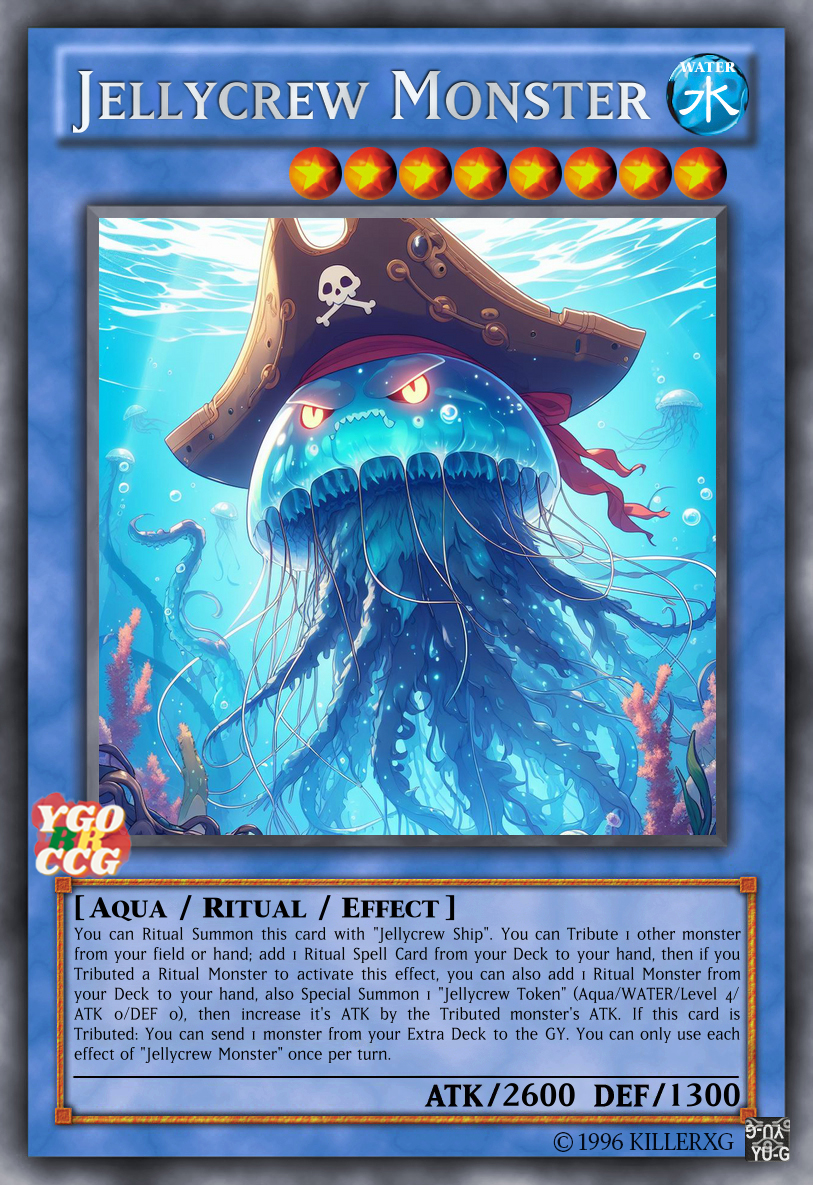 Jellycrew Monster
WATER
水
YGO
RR
CCG
[ Aqua / Ritual / Effect ]
You can Ritual Summon this card with "Jellycrew Ship". You can Tribute 1 other monster
from your field or hand; add 1 Ritual Spell Card from your Deck to your hand, then if you
Tributed a Ritual Monster to activate this effect, you can also add 1 Ritual Monster from
your Deck to your hand, also Special Summon 1 "Jellycrew Token" (Aqua/WATER/Level 4/
ATK 0/DEF 0), then increase it's ATK by the Tributed monster's ATK. If this card is
Tributed: You can send 1 monster from your Extra Deck to the GY. You can only use each
effect of "Jellycrew Monster" once per turn.
ATK/2600 DEF/1300
© 1996 KILLERXG
YU-G